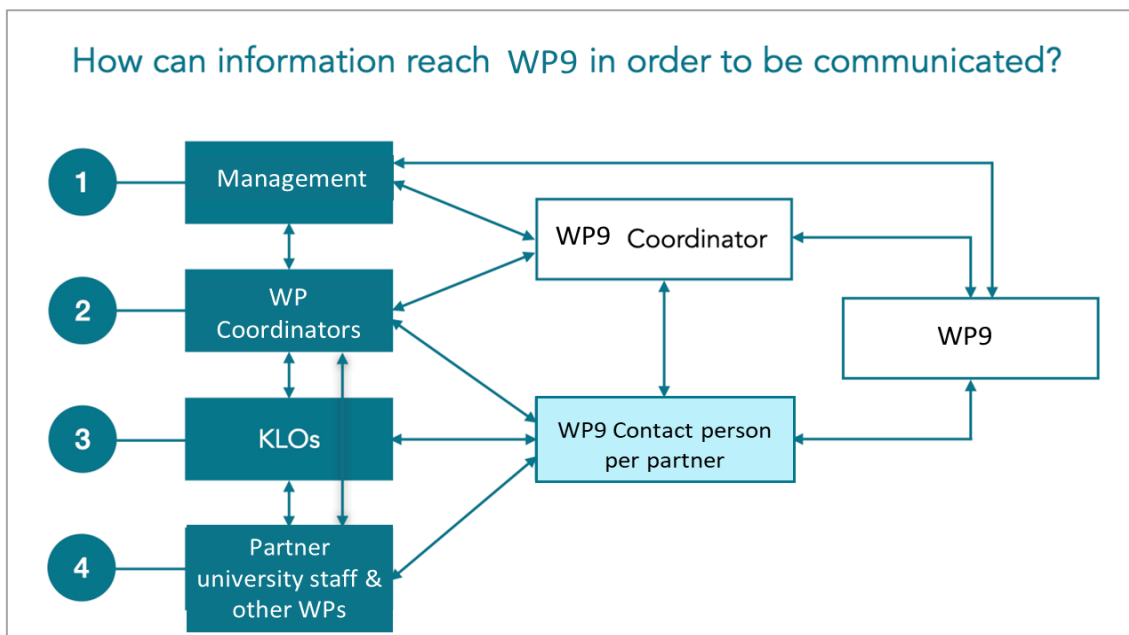 How can information reach WP9 in order to be communicated?
1
Management
WP9 Coordinator
2
WP
Coordinators
WP9
3
KLOs
WP9 Contact person
per partner
4
Partner
university staff &
other WPs